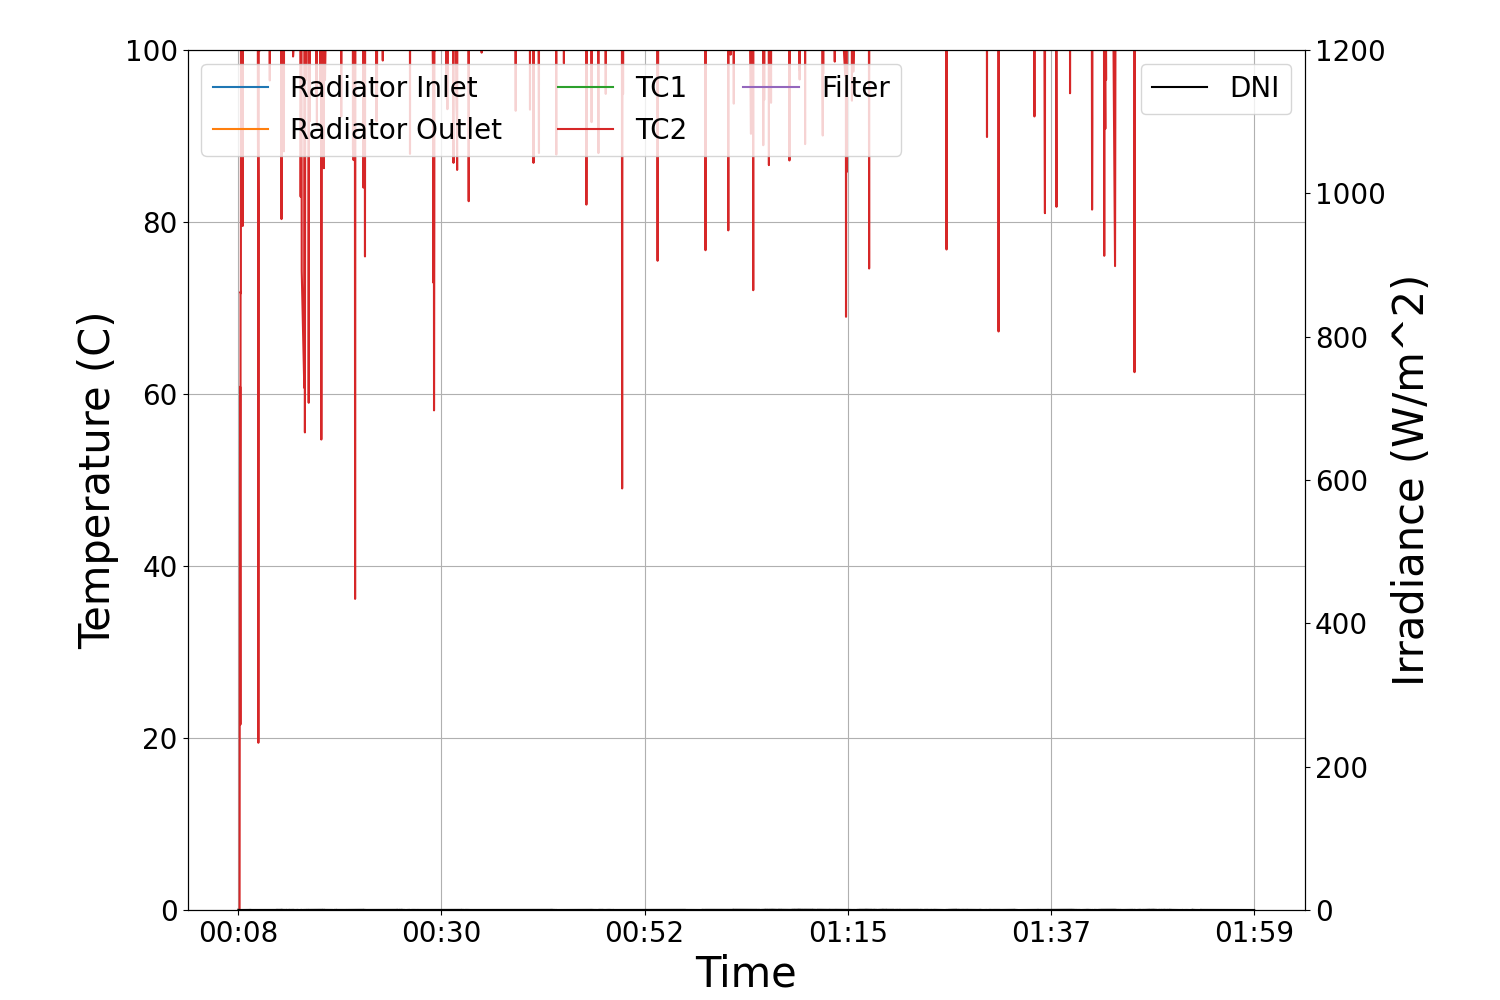 100
80
60
40
20
0
Temperature (C)
Radiator Inlet
Radiator Outlet
TC1
TC2
Filter
DNI
1200
1000
800
600
400
200
0
Irradiance (W/m^2)
00:08 00:30 00:52 01:15 01:37 01:59
Time